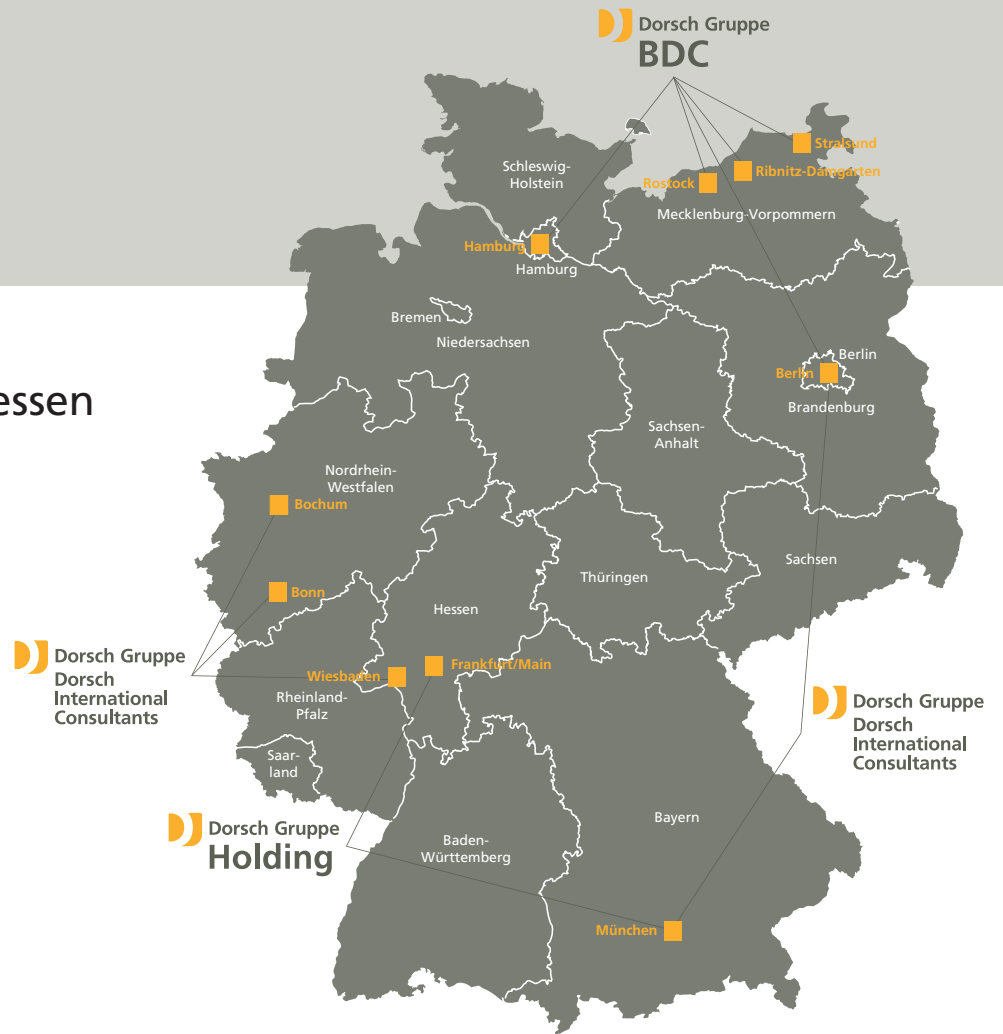 Dorsch Gruppe
BDC
Stralsund
Schleswig-
Holstein
Ribnitz-Damgarten
Rostock
Mecklenburg-Vorpommern
Hamburg
Hamburg
Bremen
Niedersachsen
Berlin
Berlin
Brandenburg
essen
Sachsen-
Anhalt
Nordrhein-
Westfalen
Bochum
Sachsen
Thüringen
Bonn
Hessen
Dorsch Gruppe
Dorsch
International
Consultants
Frankfurt/Main
Wiesbaden
Rheinland-
Pfalz
Dorsch Gruppe
Dorsch
International
Consultants
Saar-
land
Bayern
Dorsch Gruppe
Holding
Baden-
Württemberg
München